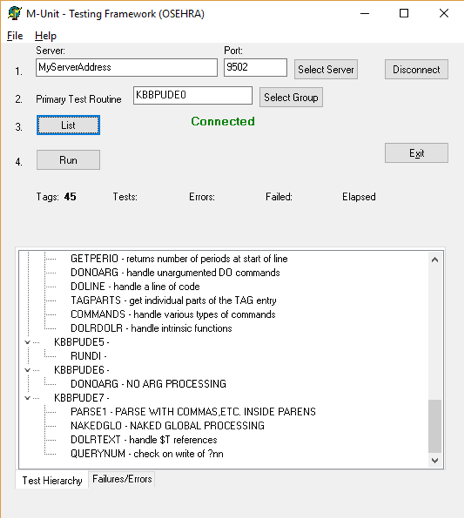 M-Unit - Testing Framework (OSEHRA)
File Help
Server: Port:
1. MyServerAddress 9502 Select Server Disconnect
2. Primary Test Routine KBBPUDE0 Select Group
3. List Connected
4. Run Exit
Tags: 45 Tests: Errors: Failed: Elapsed
GETPERIO - returns number of periods at start of line
DONOARG - handle unargumented DO commands
DOLINE - handle a line of code
TAGPARTS - get individual parts of the TAG entry
COMMANDS - handle various types of commands
DOLRDOLR - handle intrinsic functions
KBBPUDE5 -
RUNDI -
KBBPUDE6 -
DONOARG - NO ARG PROCESSING
KBBPUDE7 -
PARSE1 - PARSE WITH COMMAS,ETC. INSIDE PARENS
NAKEDGLO - NAKED GLOBAL PROCESSING
DOLRTEXT - handle $T references
QUERYNUM - check on write of ?nn
Test Hierarchy Failures/Errors